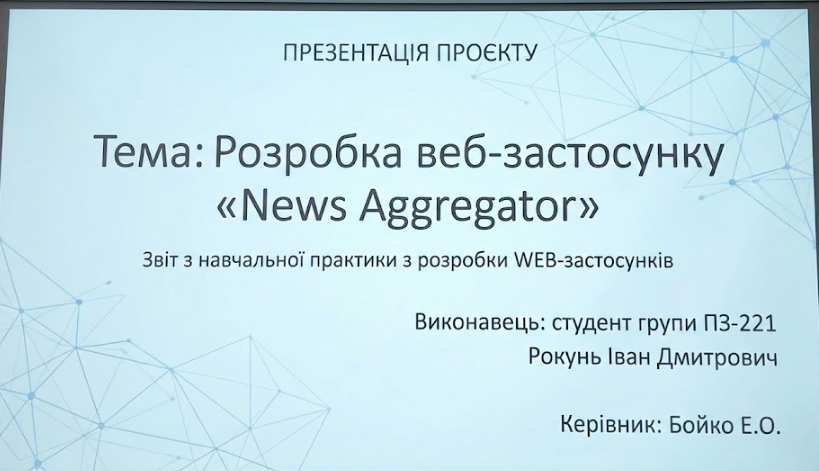 ПРЕЗЕНТАЦІЯ ПРОЄКТУ
Тема: Розробка веб-застосунку
«News Aggregator»
Звіт з навчальної практики з розробки WEB-застосунків
Виконавець: студент групи ПЗ-221
Рокунь Іван Дмитрович
Керівник: Бойко Е.О.